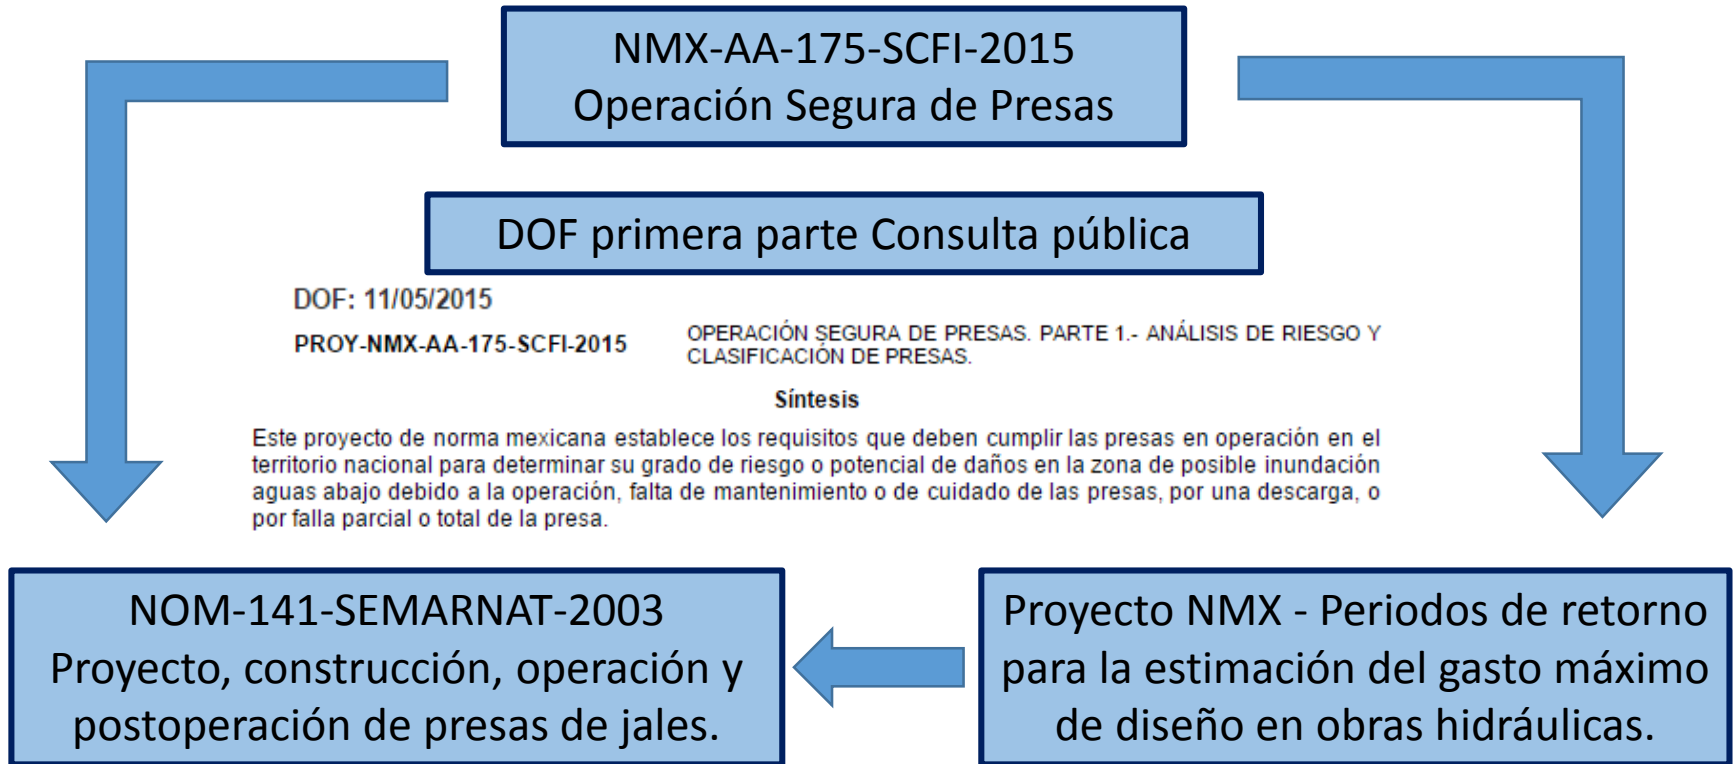 NMX-AA-175-SCFI-2015
Operación Segura de Presas
DOF primera parte Consulta pública
DOF: 11/05/2015
PROY-NMX-AA-175-SCFI-2015
OPERACIÓN SEGURA DE PRESAS. PARTE 1.- ANÁLISIS DE RIESGO Y
CLASIFICACIÓN DE PRESAS.
Síntesis
Este proyecto de norma mexicana establece los requisitos que deben cumplir las presas en operación en el
territorio nacional para determinar su grado de riesgo o potencial de daños en la zona de posible inundación
aguas abajo debido a la operación, falta de mantenimiento o de cuidado de las presas, por una descarga, o
por falla parcial o total de la presa.
NOM-141-SEMARNAT-2003
Proyecto, construcción, operación y
postoperación de presas de jales.
Proyecto NMX - Periodos de retorno
para la estimación del gasto máximo
de diseño en obras hidráulicas.